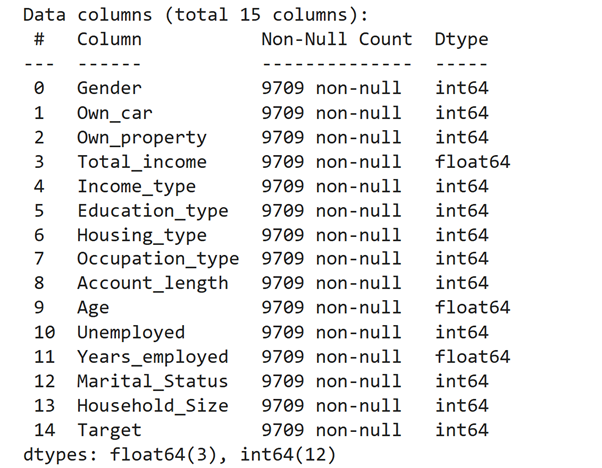 Data columns (total 15 columns):
 #   Column           Non-Null Count  Dtype
---  ------           --------------  -----
 0   Gender           9709 non-null   int64
 1   Own_car          9709 non-null   int64
 2   Own_property     9709 non-null   int64
 3   Total_income     9709 non-null   float64
 4   Income_type      9709 non-null   int64
 5   Education_type   9709 non-null   int64
 6   Housing_type     9709 non-null   int64
 7   Occupation_type  9709 non-null   int64
 8   Account_length   9709 non-null   int64
 9   Age              9709 non-null   float64
 10  Unemployed       9709 non-null   int64
 11  Years_employed   9709 non-null   float64
 12  Marital_Status   9709 non-null   int64
 13  Household_Size   9709 non-null   int64
 14  Target           9709 non-null   int64
dtypes: float64(3), int64(12)